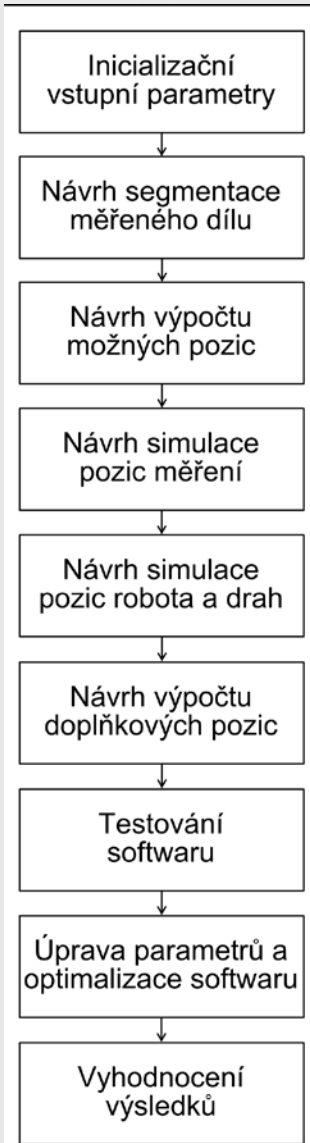 Inicializační
vstupní parametry
Návrh segmentace
měřeného dílu
Návrh výpočtu
možných pozic
Návrh simulace
pozic měření
Návrh simulace
pozic robota a drah
Návrh výpočtu
doplňkových pozic
Testování
softwaru
Úprava parametrů a
optimalizace softwaru
Vyhodnocení
výsledků